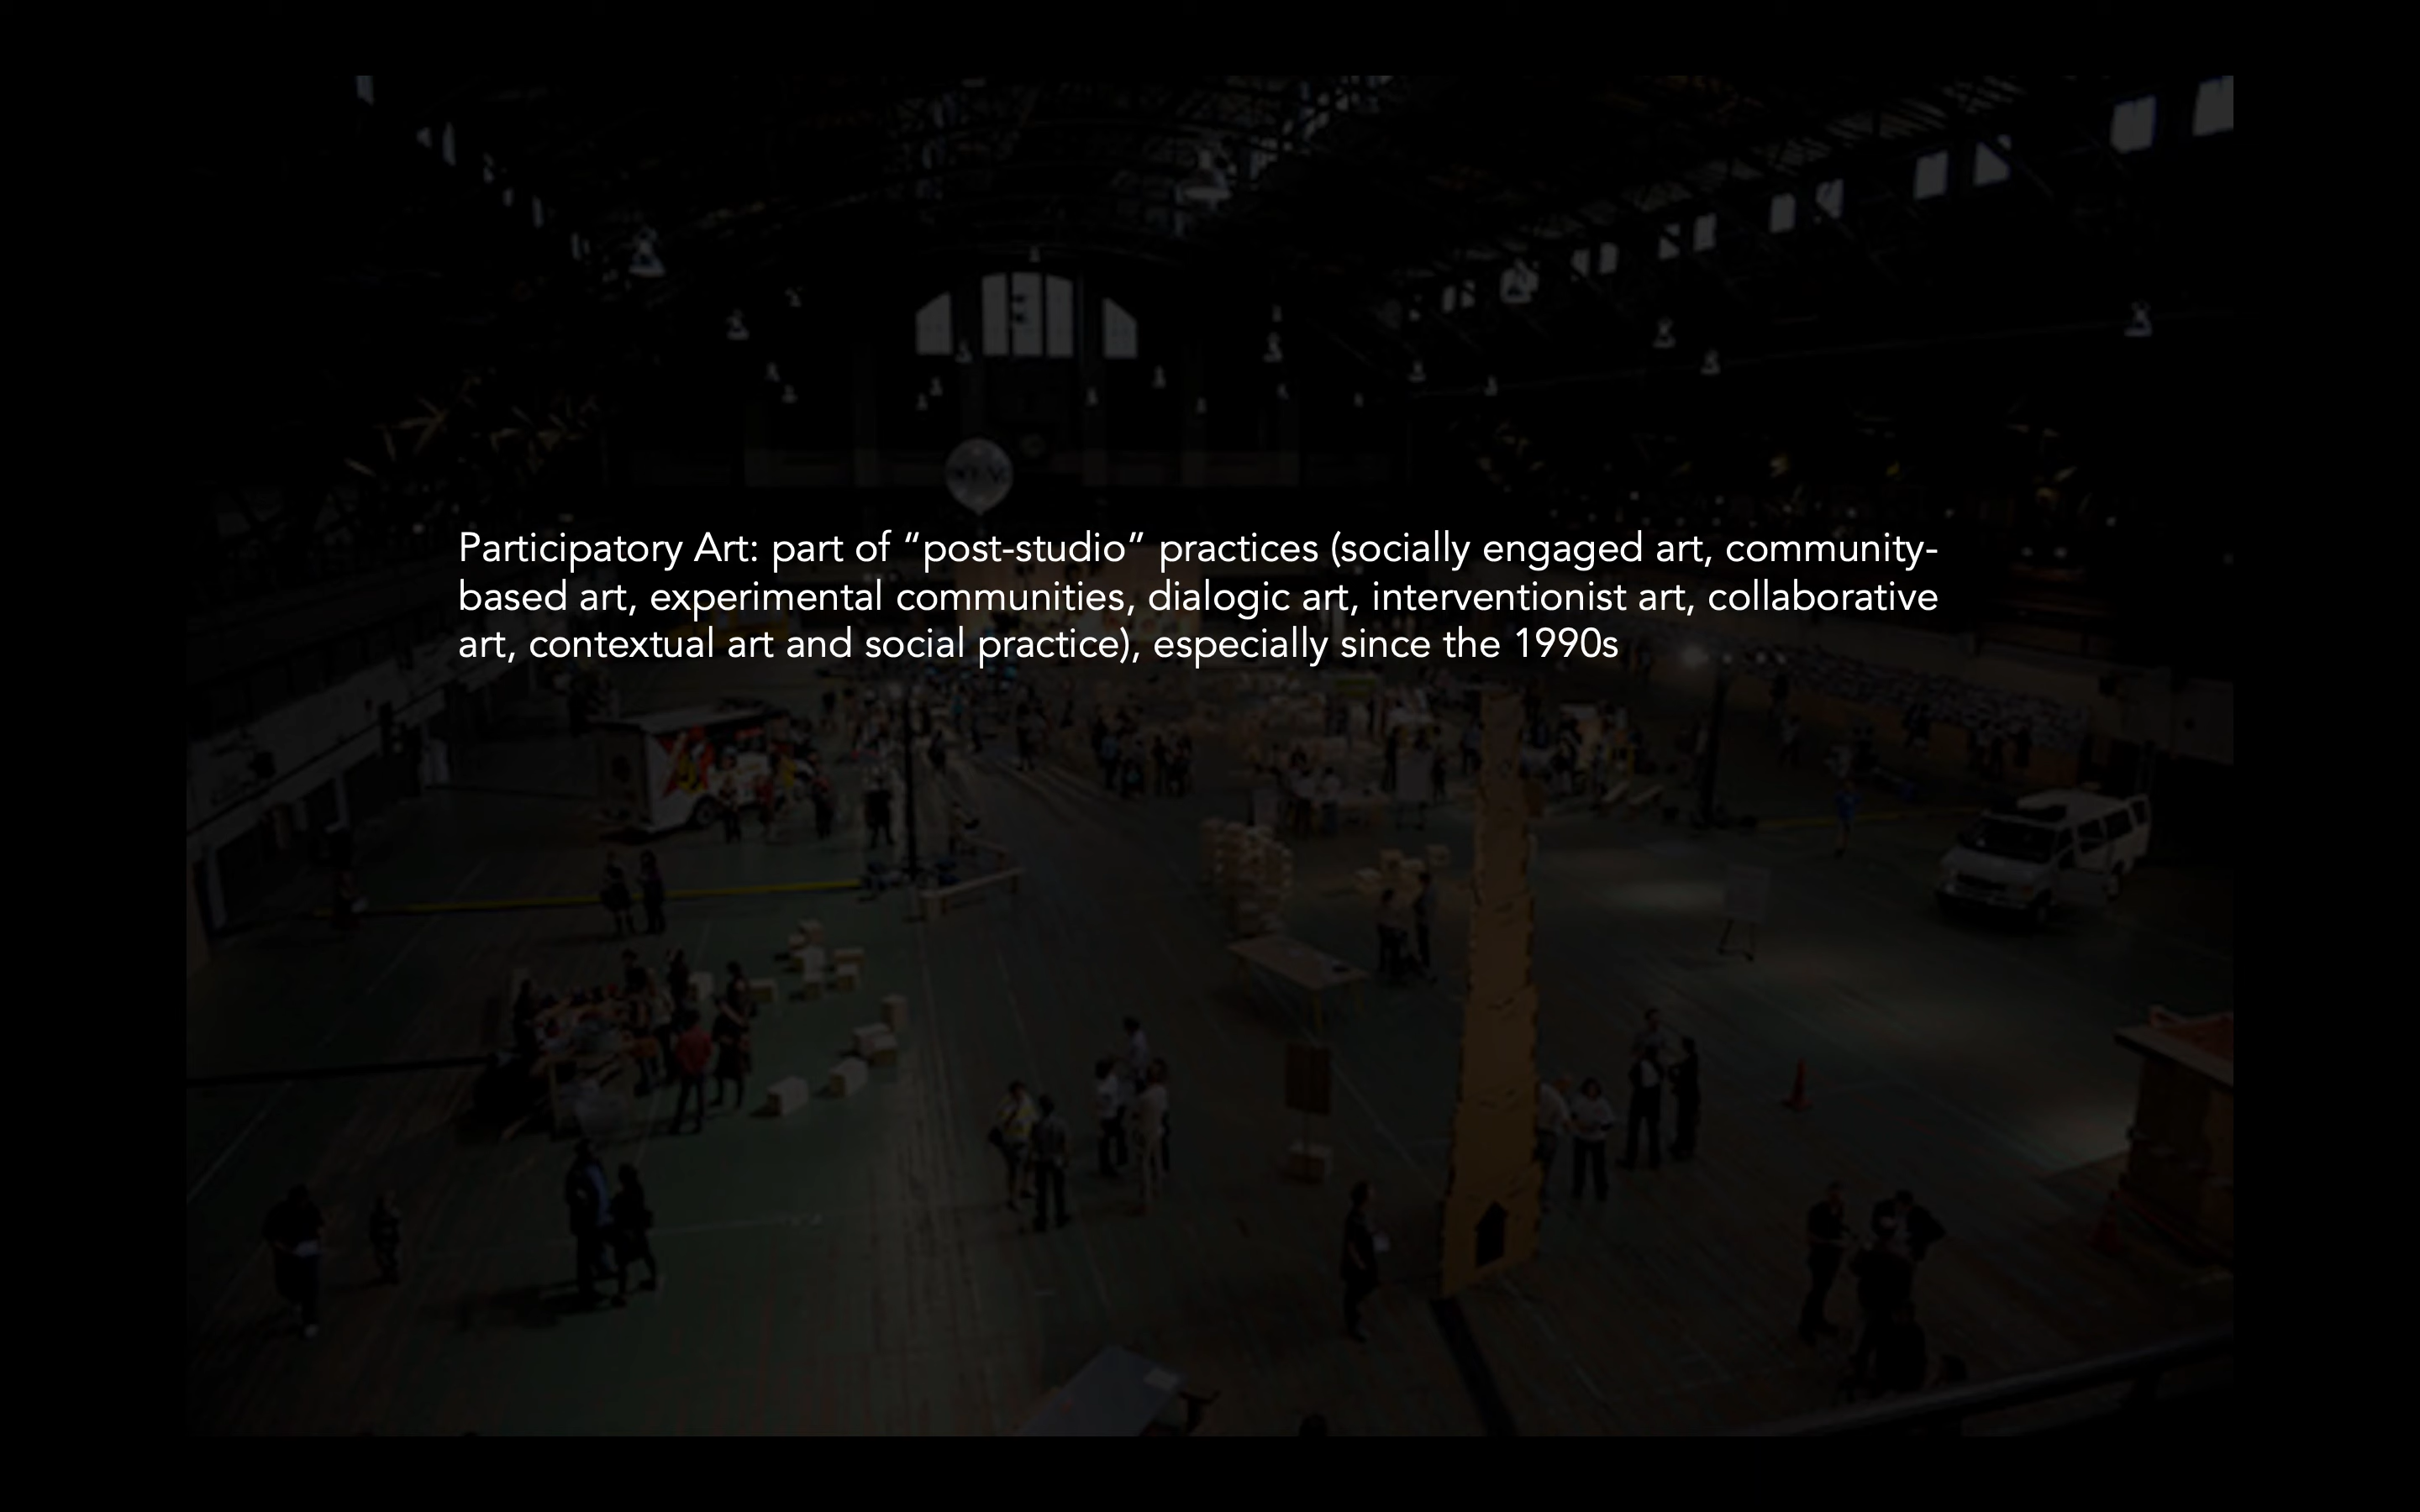 Participatory Art: part of “post-studio” practices (socially engaged art, community-
based art, experimental communities, dialogic art, interventionist art, collaborative
art, contextual art and social practice), especially since the 1990s